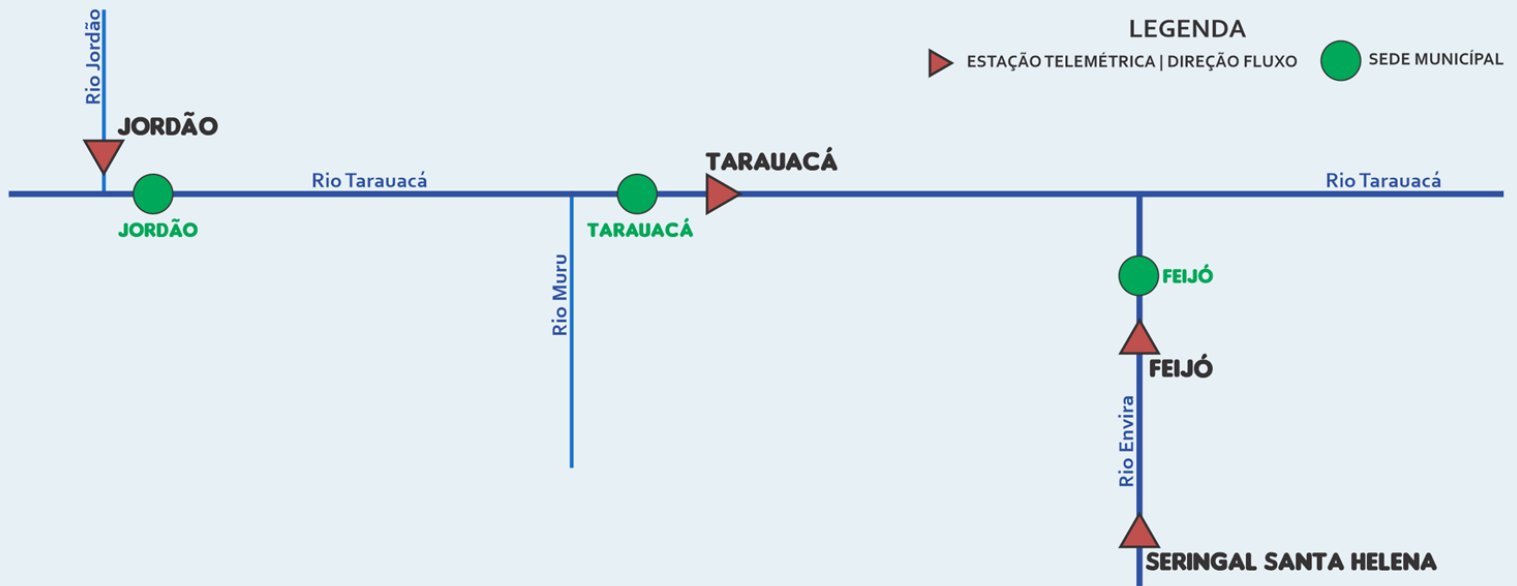 LEGENDA
ESTAÇÃO TELEMÉTRICA | DIREÇÃO FLUXO
SEDE MUNICÍPAL
Rio Jordão
JORDÃO
TARAUACÁ
Rio Tarauacá
Rio Tarauacá
JORDÃO
TARAUACÁ
Rio Muru
FEIJÓ
FEIJÓ
Rio Envira
SERINGAL SANTA HELENA